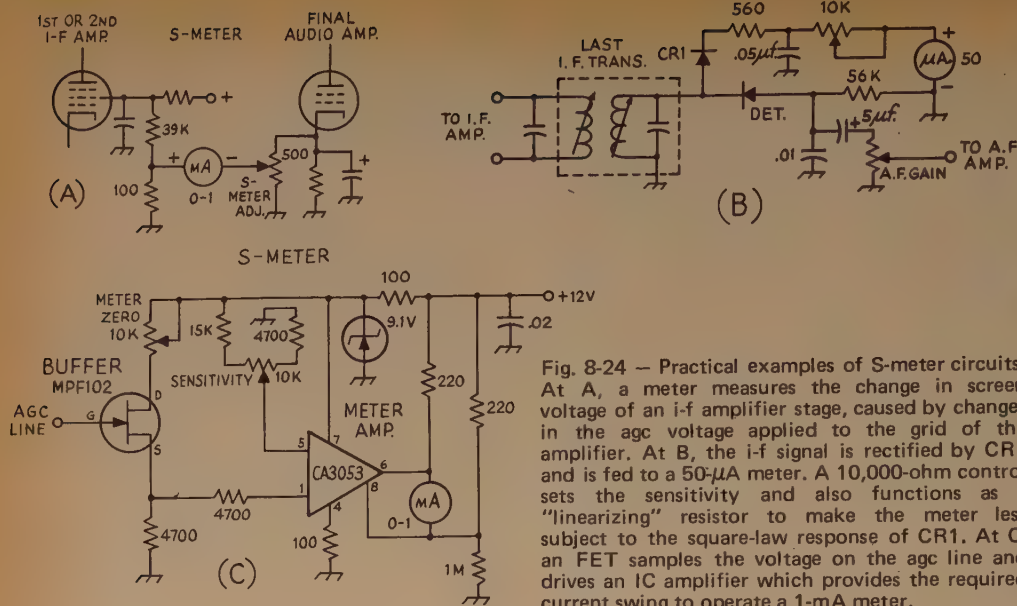 1ST OR 2ND
I-F AMP.
S-METER
FINAL
AUDIO AMP.
+
39K
+
MA
-
500
+
100
0-1
S-
METER
ADJ.
(A)
560
10K
+
LAST
I.F. TRANS.
CR1
.05µf.
µA
50
-
56K
TO I.F.
AMP.
DET.
+5µf.
.01
TO A.F.
AMP.
A.F. GAIN
(B)
S-METER
100
METER
ZERO
10K
15K
4700
9.1V
+12V
.02
BUFFER
MPF102
SENSITIVITY
10K
220
220
METER
AMP.
AGC
LINE
G
D
S
5
7
CA3053
6
8
1
4
MA
0-1
4700
4700
100
1M
(C)
Fig. 8-24 — Practical examples of S-meter circuits
At A, a meter measures the change in screen
voltage of an i-f amplifier stage, caused by change
in the agc voltage applied to the grid of th
amplifier. At B, the i-f signal is rectified by CR
and is fed to a 50-µA meter. A 10,000-ohm control
sets the sensitivity and also functions as
"linearizing" resistor to make the meter les
subject to the square-law response of CR1. At C
an FET samples the voltage on the agc line and
drives an IC amplifier which provides the required
current swing to operate a 1-mA meter.